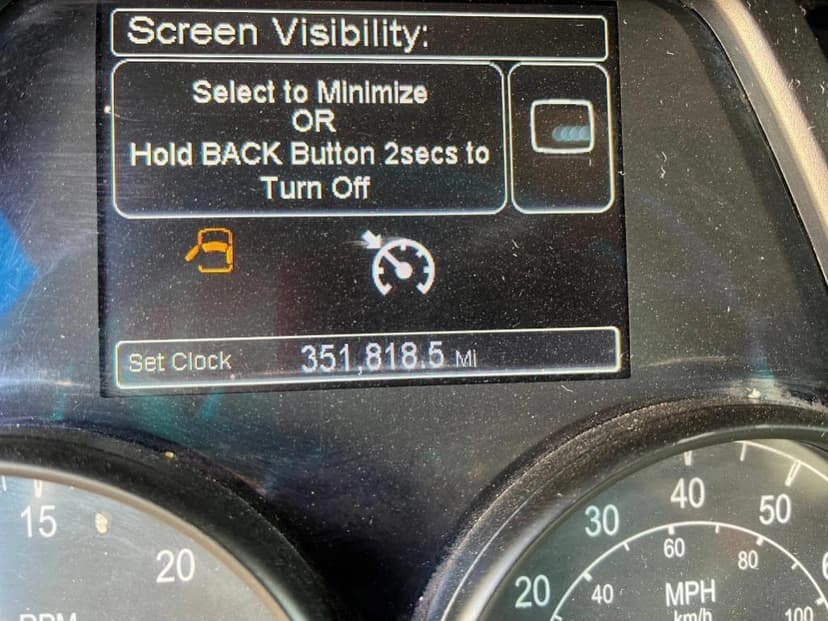 Screen Visibility:
Select to Minimize
OR
Hold BACK Button 2secs to
Turn Off
Set Clock 351,818.5 Mi
15
20
RPM
20
30
40
50
40
60
80
100
MPH
km/h